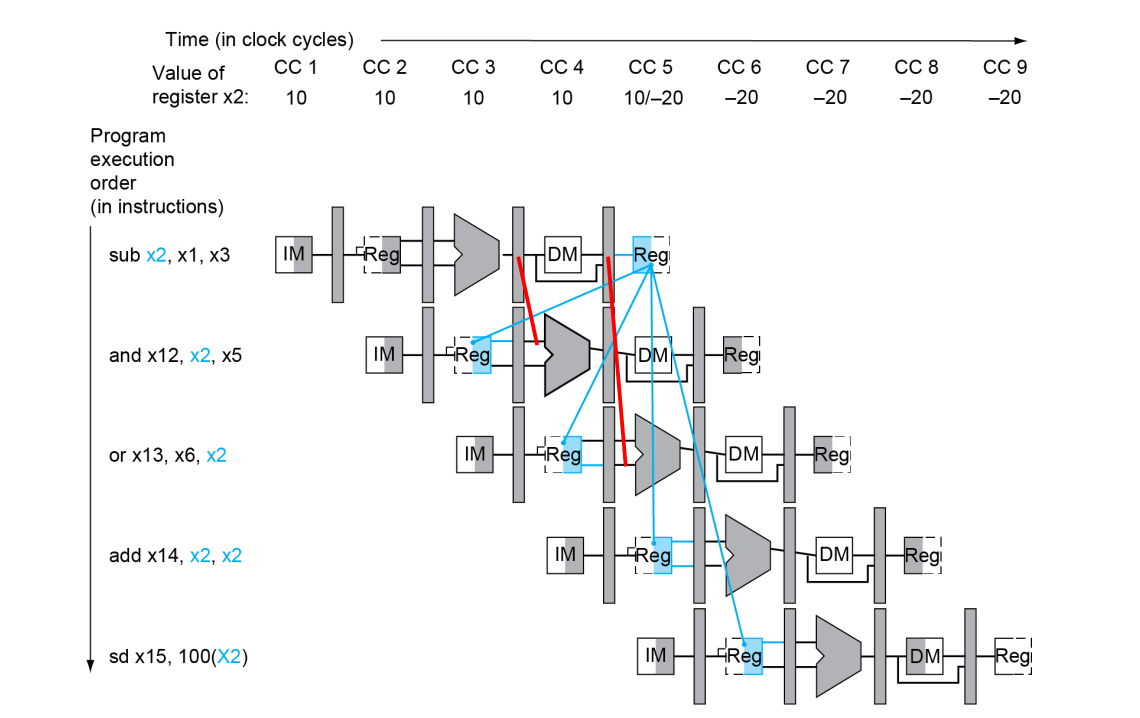 Time (in clock cycles)
Value of register x2:
CC 1 CC 2 CC 3 CC 4 CC 5 CC 6 CC 7 CC 8 CC 9
10 10 10 10 10/–20 –20 –20 –20 –20
Program
execution
order
(in instructions)
sub x2, x1, x3
IM Reg DM Reg
and x12, x2, x5
IM Reg DM Reg
or x13, x6, x2
IM Reg DM Reg
add x14, x2, x2
IM Reg DM Reg
sd x15, 100(X2)
IM Reg DM Reg